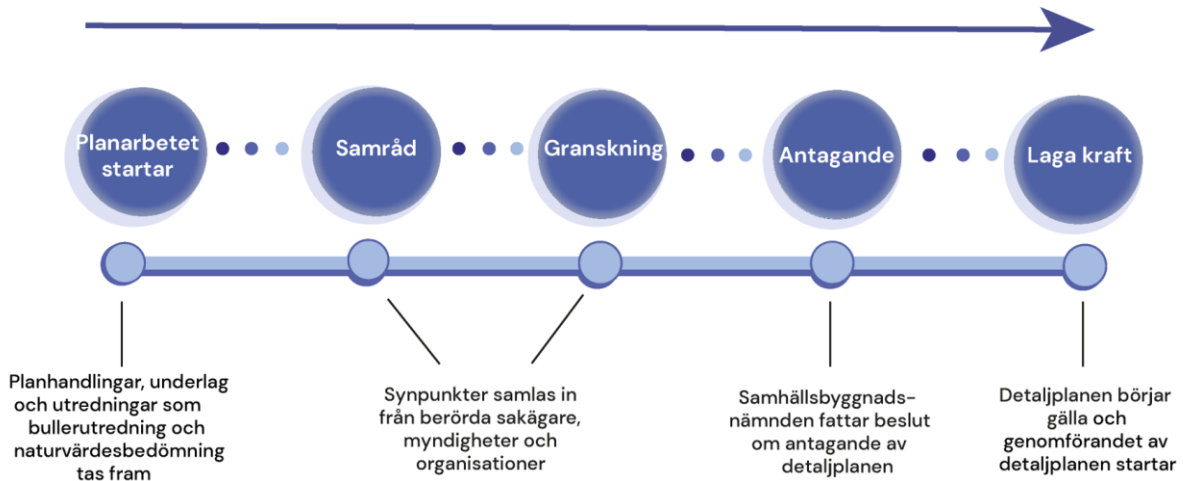 Planarbetet
startar
Samråd
Granskning
Antagande
Laga kraft
Planhandlingar, underlag
och utredningar som
bullerutredning och
naturvärdesbedömning
tas fram
Synpunkter samlas in
från berörda sakägare,
myndigheter och
organisationer
Samhällsbyggnads-
nämnden fattar beslut
om antagande av
detaljplanen
Detaljplanen börjar
gälla och
genomförandet av
detaljplanen startar